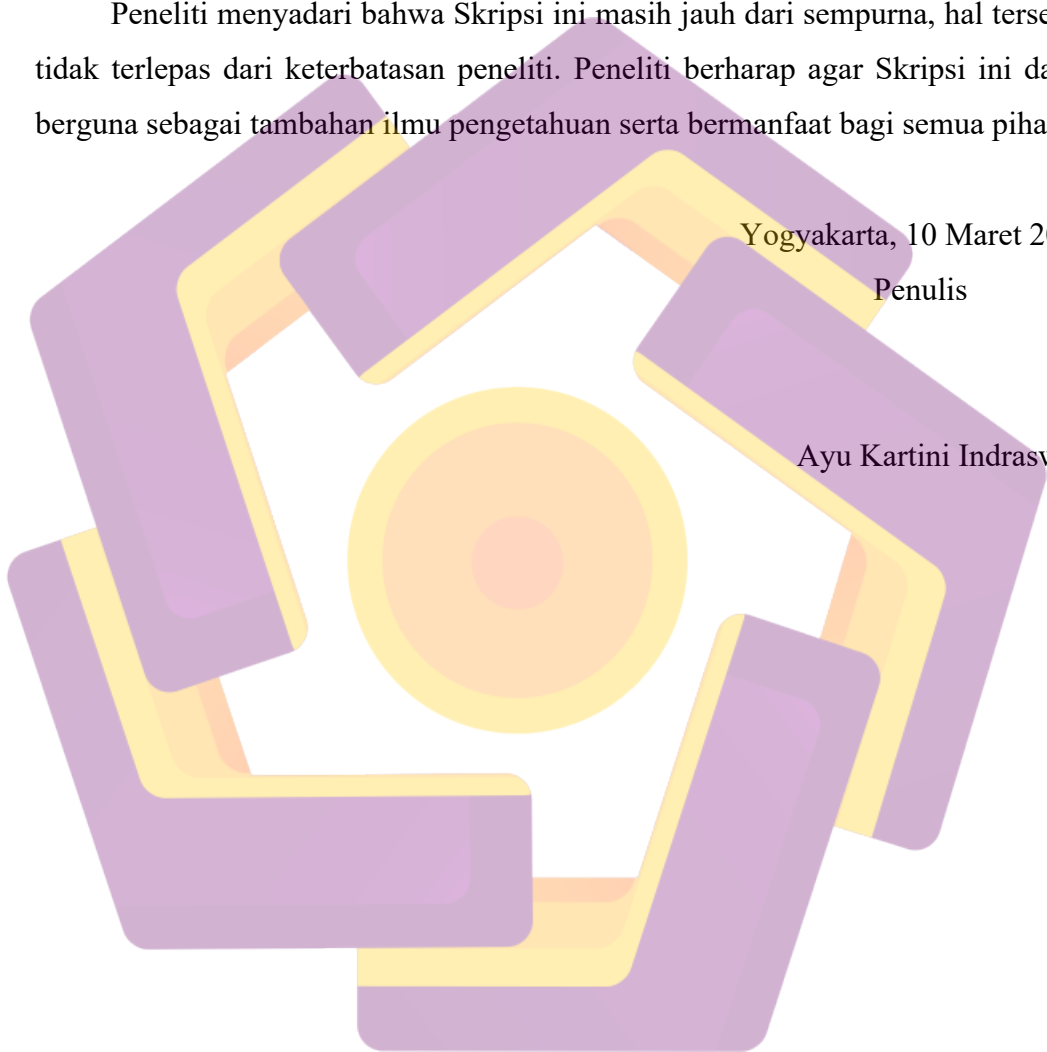 Peneliti menyadari bahwa Skripsi ini masih jauh dari sempurna, hal terse
tidak terlepas dari keterbatasan peneliti. Peneliti berharap agar Skripsi ini da
berguna sebagai tambahan ilmu pengetahuan serta bermanfaat bagi semua piha
Yogyakarta, 10 Maret 20
Penulis
Ayu Kartini Indrasw